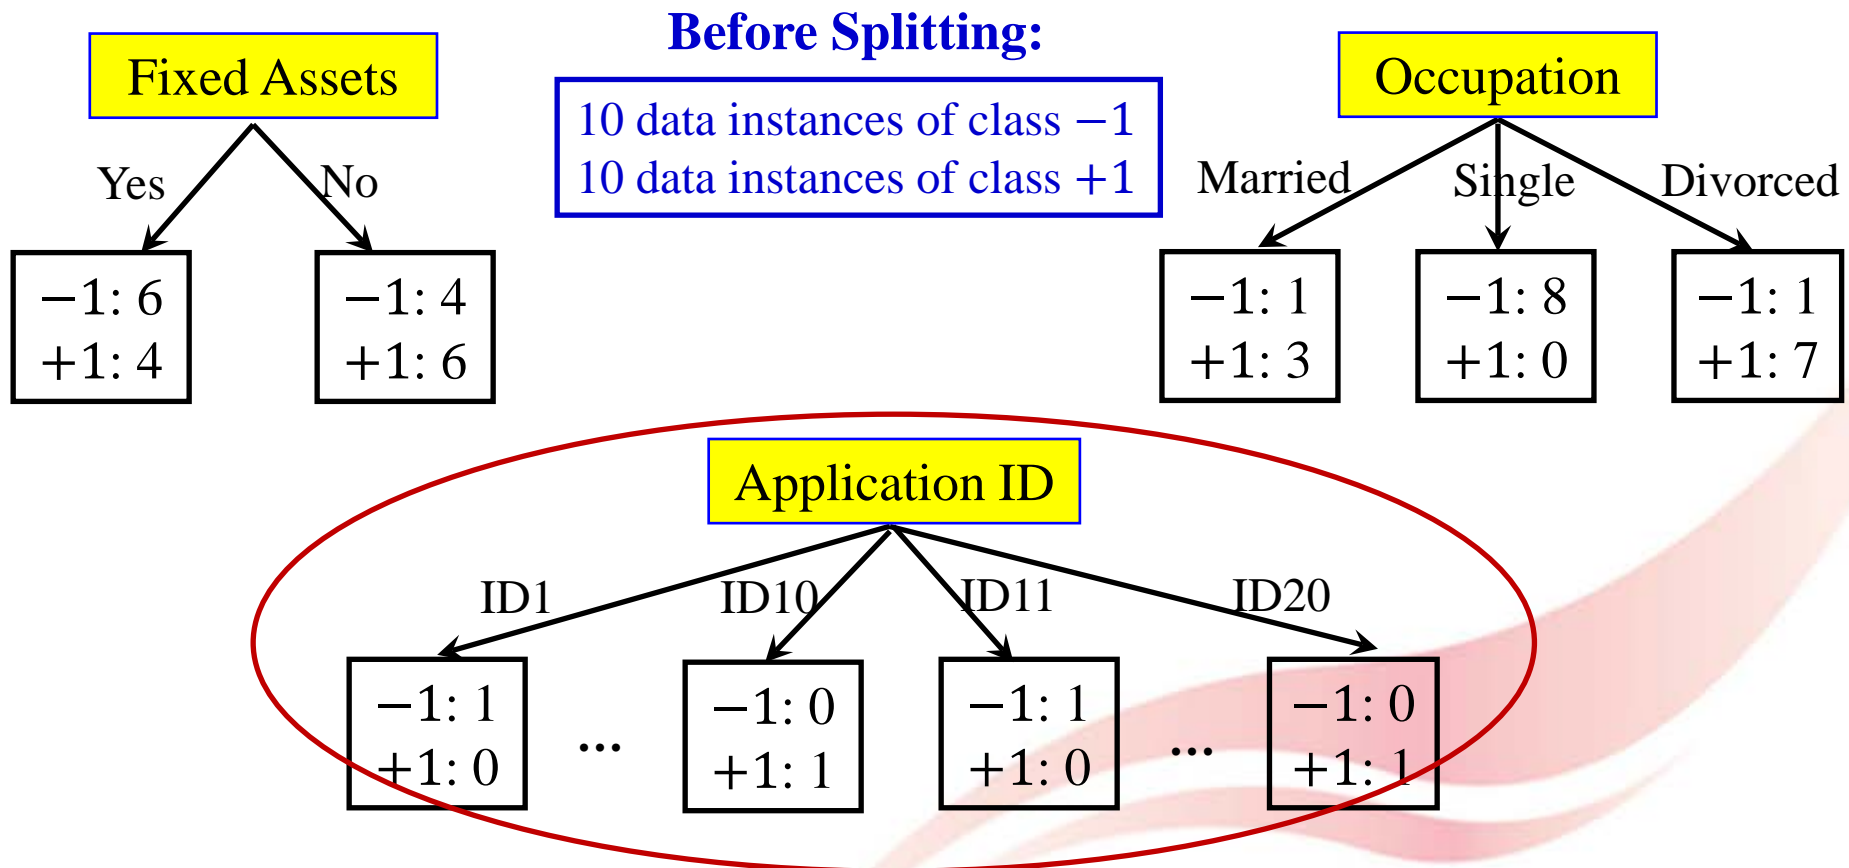 Before Splitting:
10 data instances of class −1
10 data instances of class +1
Fixed Assets
Yes
No
−1: 6
+1: 4
−1: 4
+1: 6
Occupation
Married
Single
Divorced
−1: 1
+1: 3
−1: 8
+1: 0
−1: 1
+1: 7
Application ID
ID1
ID10
ID11
ID20
−1: 1
+1: 0
...
−1: 0
+1: 1
−1: 1
+1: 0
...
−1: 0
+1: 1